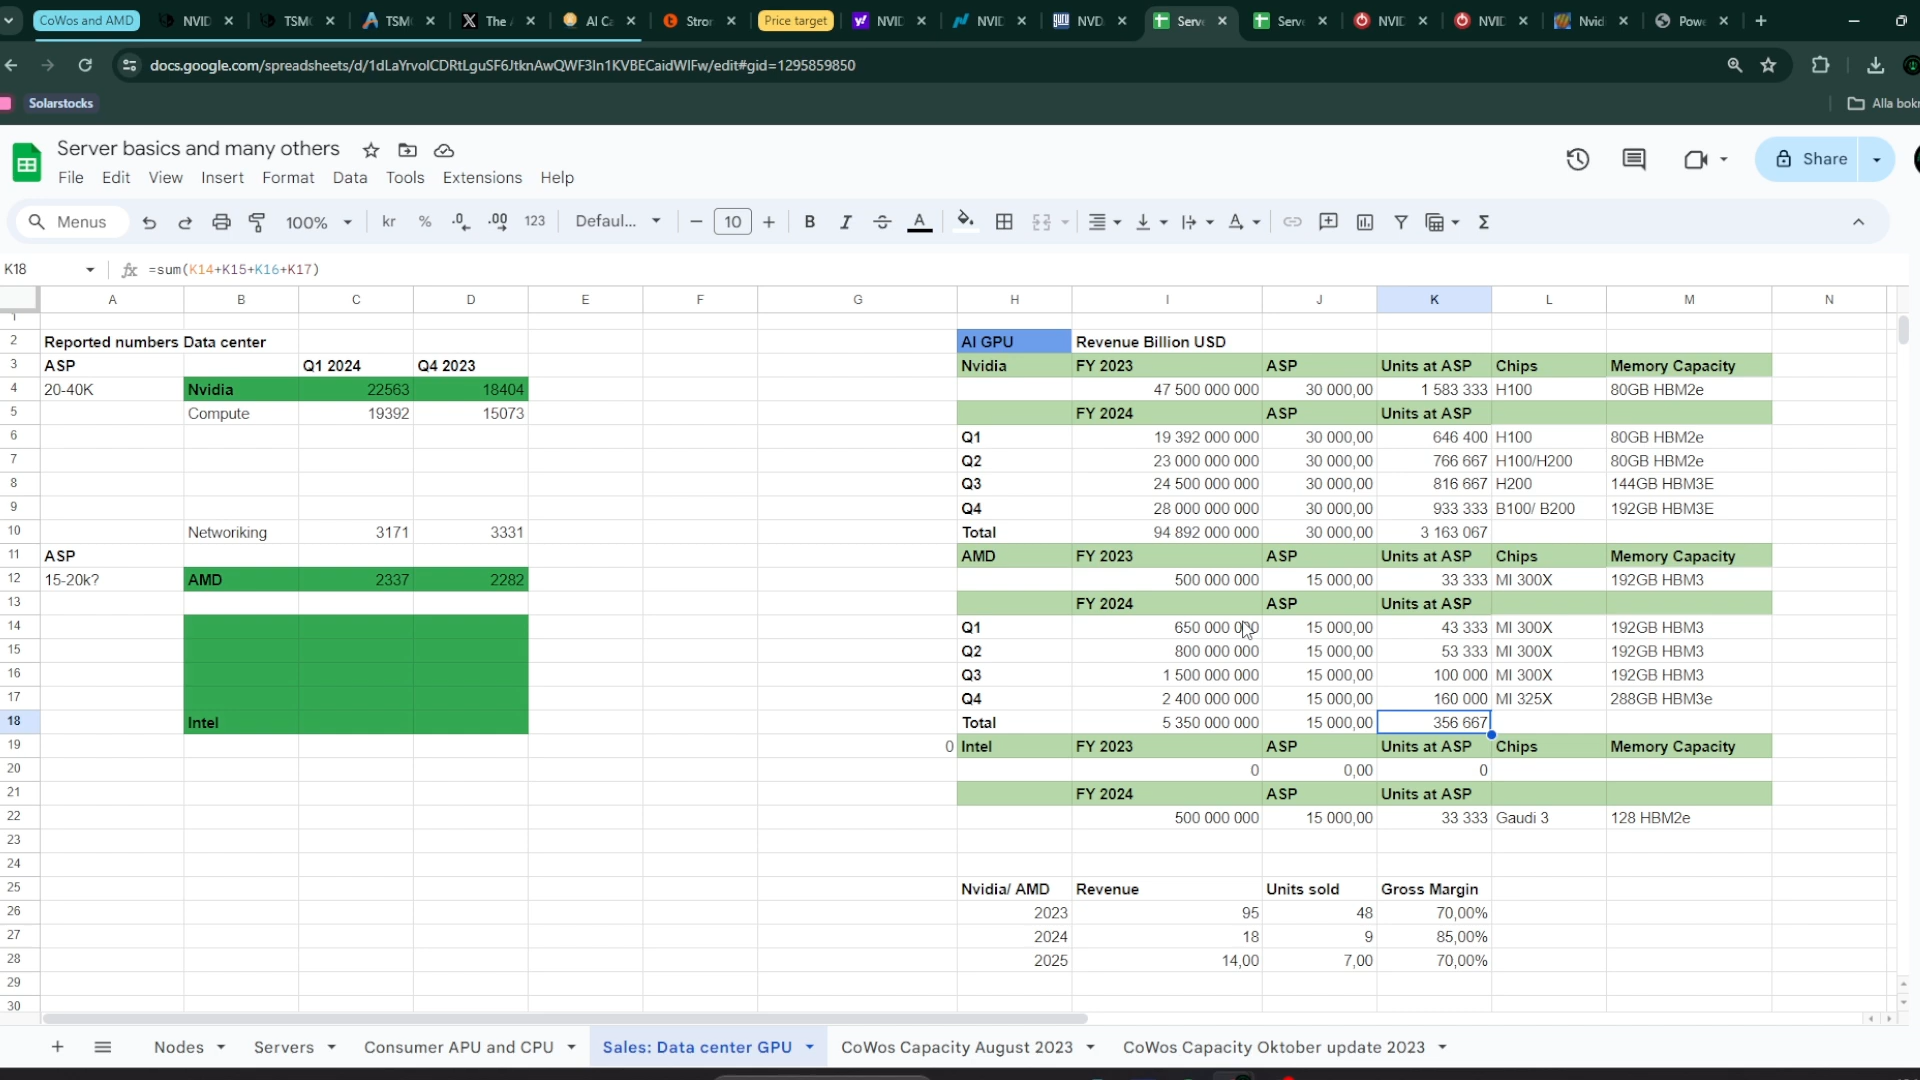 CoWos and AMD NVID TSM TSM The AI Ca Stror Price target NVID NVID NVD Serve Serve NVID NVID Nvidi Powe
docs.google.com/spreadsheets/d/1dLaYrvolCDRtLguSF6JtknAwQWF3In1KVBECaidWIFw/edit#gid=1295859850
Solarstocks Alla bokr
Server basics and many others
File Edit View Insert Format Data Tools Extensions Help Share
Menus 100% kr % .0 .00 123 Defaul... 10 B I S A Σ
K18 fx =sum(K14+K15+K16+K17)
A B C D E F G H I J K L M N
1
2 Reported numbers Data center AI GPU Revenue Billion USD
3 ASP Q1 2024 Q4 2023 Nvidia FY 2023 ASP Units at ASP Chips Memory Capacity
4 20-40K Nvidia 22563 18404 47 500 000 000 30 000,00 1 583 333 H100 80GB HBM2e
5 Compute 19392 15073 FY 2024 ASP Units at ASP
6 Q1 19 392 000 000 30 000,00 646 400 H100 80GB HBM2e
7 Q2 23 000 000 000 30 000,00 766 667 H100/H200 80GB HBM2e
8 Q3 24 500 000 000 30 000,00 816 667 H200 144GB HBM3E
9 Q4 28 000 000 000 30 000,00 933 333 B100/ B200 192GB HBM3E
10 Networiking 3171 3331 Total 94 892 000 000 30 000,00 3 163 067
11 ASP AMD FY 2023 ASP Units at ASP Chips Memory Capacity
12 15-20k? AMD 2337 2282 500 000 000 15 000,00 33 333 MI 300X 192GB HBM3
13 FY 2024 ASP Units at ASP
14 Q1 650 000 000 15 000,00 43 333 MI 300X 192GB HBM3
15 Q2 800 000 000 15 000,00 53 333 MI 300X 192GB HBM3
16 Q3 1 500 000 000 15 000,00 100 000 MI 300X 192GB HBM3
17 Q4 2 400 000 000 15 000,00 160 000 MI 325X 288GB HBM3e
18 Intel Total 5 350 000 000 15 000,00 356 667
19 0 Intel FY 2023 ASP Units at ASP Chips Memory Capacity
20 0 0,00 0
21 FY 2024 ASP Units at ASP
22 500 000 000 15 000,00 33 333 Gaudi 3 128 HBM2e
23
24
25 Nvidia/ AMD Revenue Units sold Gross Margin
26 2023 95 48 70,00%
27 2024 18 9 85,00%
28 2025 14,00 7,00 70,00%
29
30
Nodes Servers Consumer APU and CPU Sales: Data center GPU CoWos Capacity August 2023 CoWos Capacity Oktober update 2023